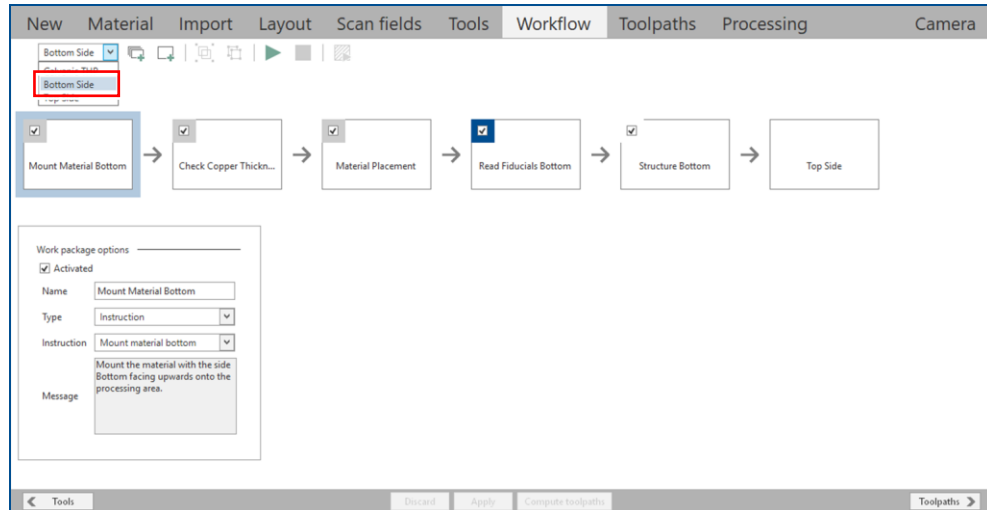 New Material Import Layout Scan fields Tools Workflow Toolpaths Processing Camera
Bottom Side
Bottom Side
Top Side
Mount Material Bottom
Check Copper Thickn...
Material Placement
Read Fiducials Bottom
Structure Bottom
Top Side
Work package options
Activated
Name Mount Material Bottom
Type Instruction
Instruction Mount material bottom
Mount the material with the side
Bottom facing upwards onto the
processing area.
Message
Tools Discard Apply Compute toolpaths Toolpaths